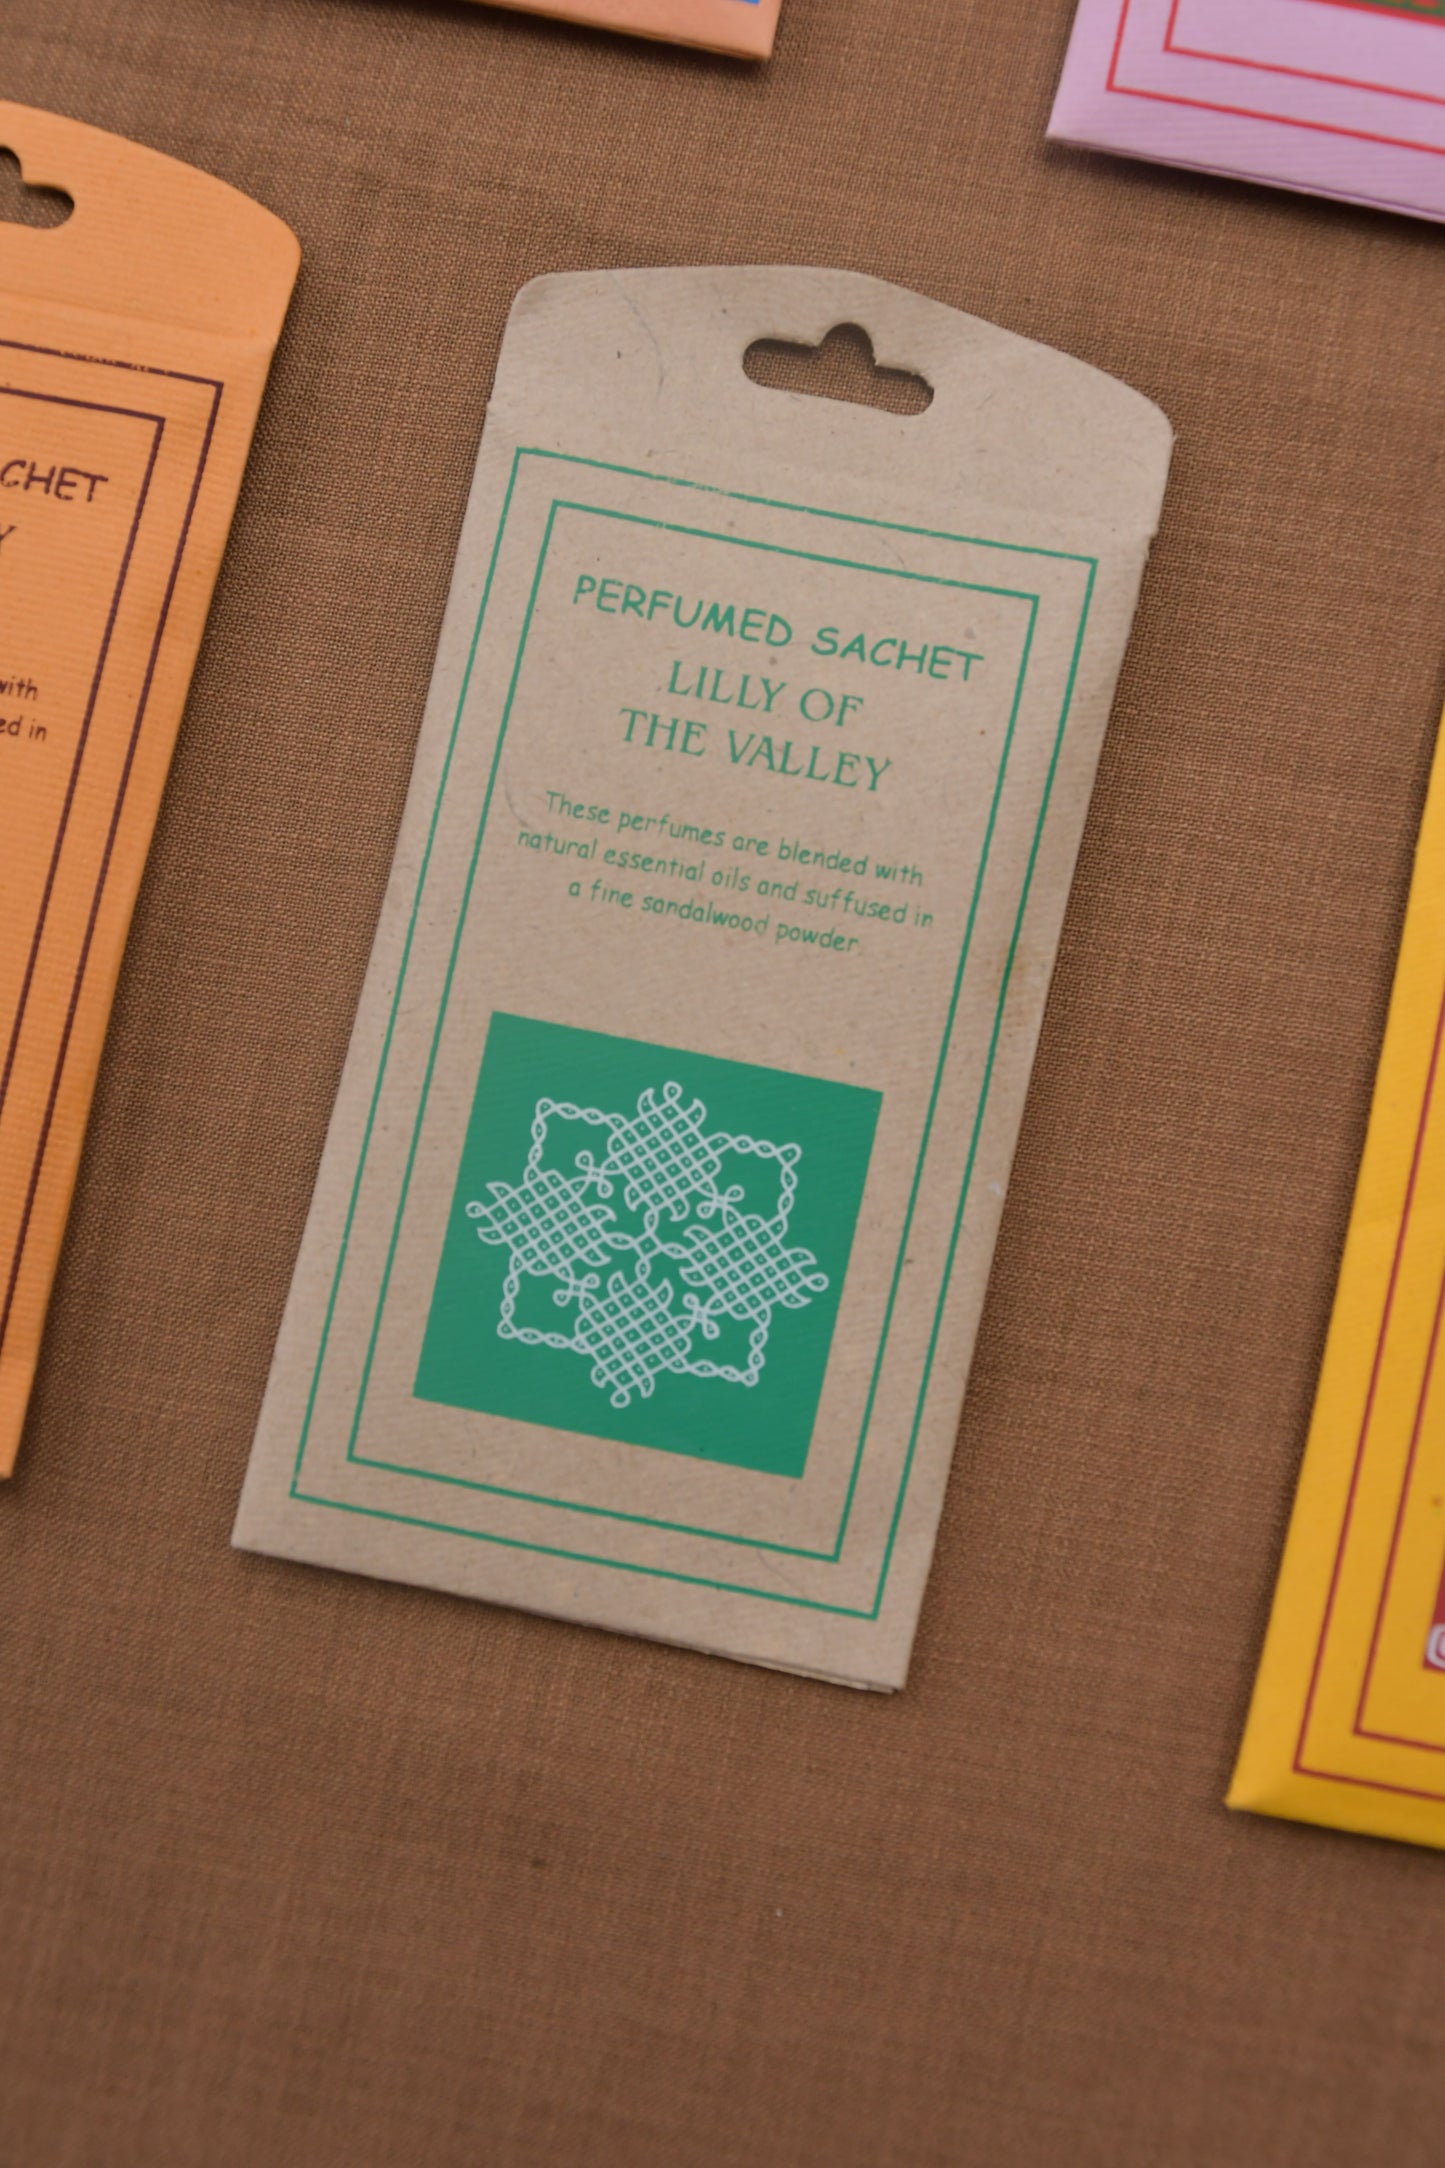 PERFUMED SACHET
LILLY OF
THE VALLEY
These perfumes are blended with
natural essential oils and suffused in
a fine sandalwood powder.
CHET
Y
with
ed in